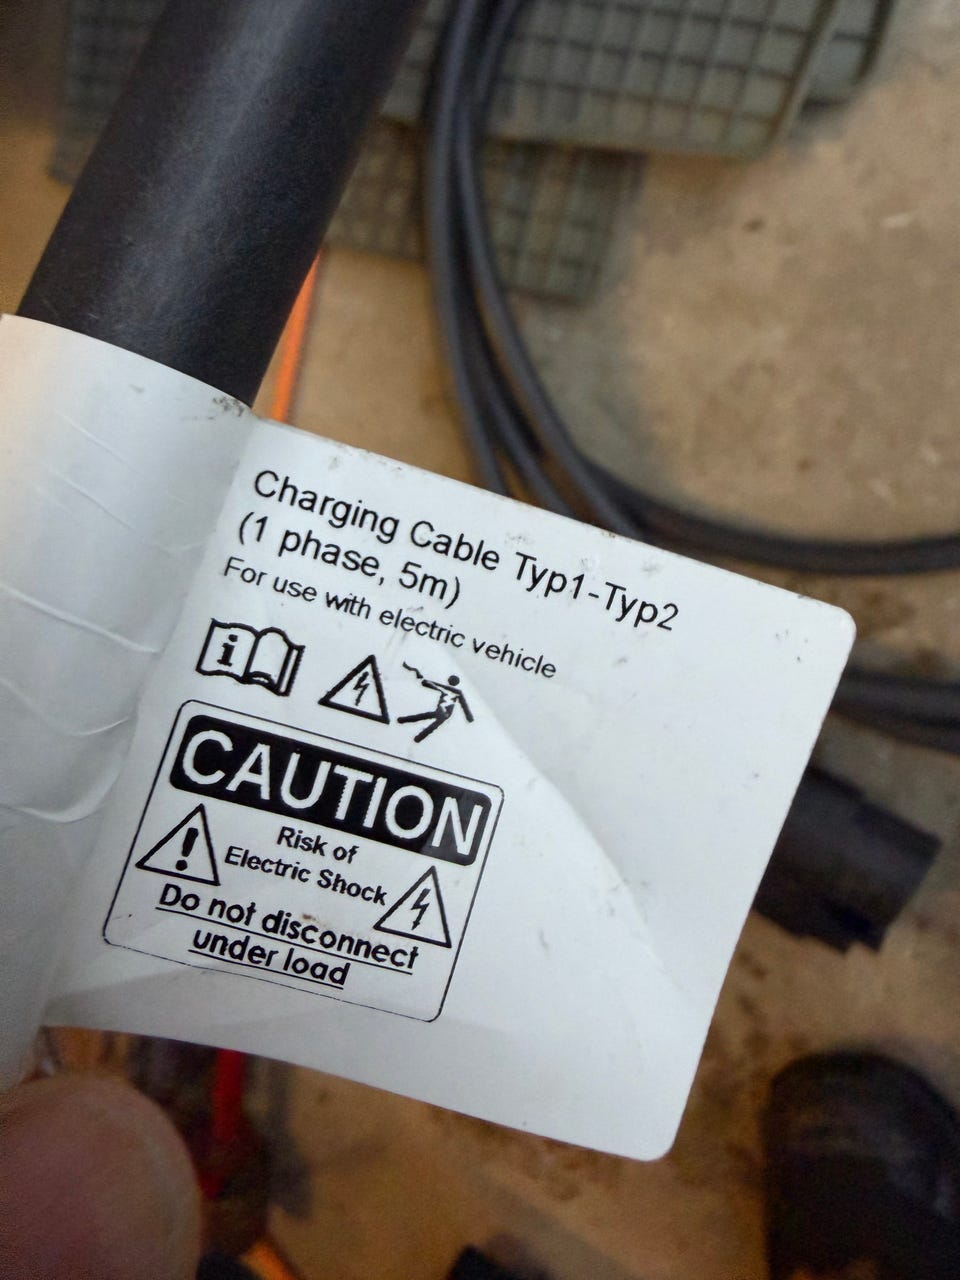 Charging Cable Typ1-Typ2
(1 phase, 5m)
For use with electric vehicle
CAUTION
Risk of
Electric Shock
Do not disconnect
under load